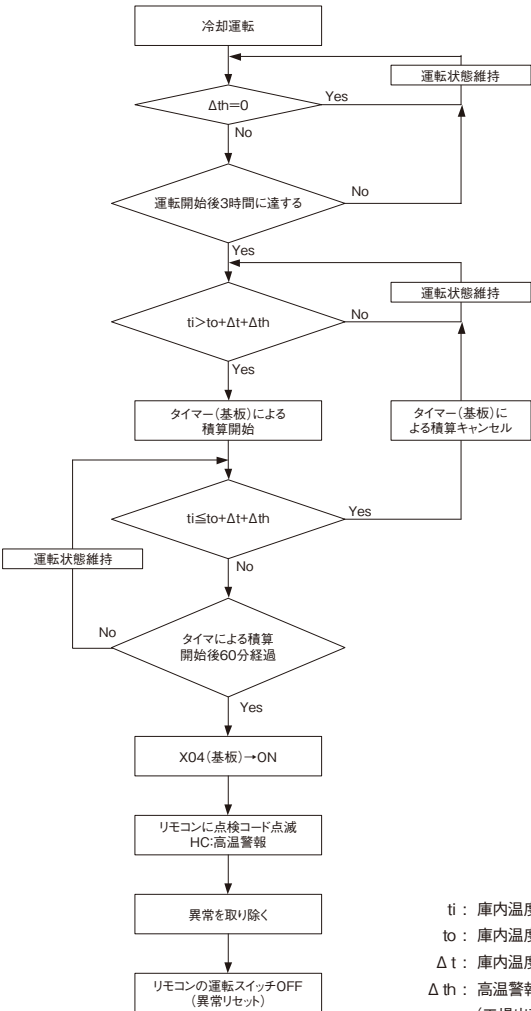 冷却運転
運転状態維持
Δth=0
Yes
No
運転開始後3時間に達する
No
Yes
運転状態維持
ti>to+Δt+Δth
No
Yes
タイマー(基板)による
積算開始
タイマー(基板)に
よる積算キャンセル
ti≦to+Δt+Δth
Yes
運転状態維持
No
No
タイマによる積算
開始後60分経過
Yes
X04(基板)→ON
リモコンに点検コード点滅
HC:高温警報
異常を取り除く
リモコンの運転スイッチOFF
(異常リセット)
ti : 庫内温度
to : 庫内温度
Δt : 庫内温度
Δth : 高温警報